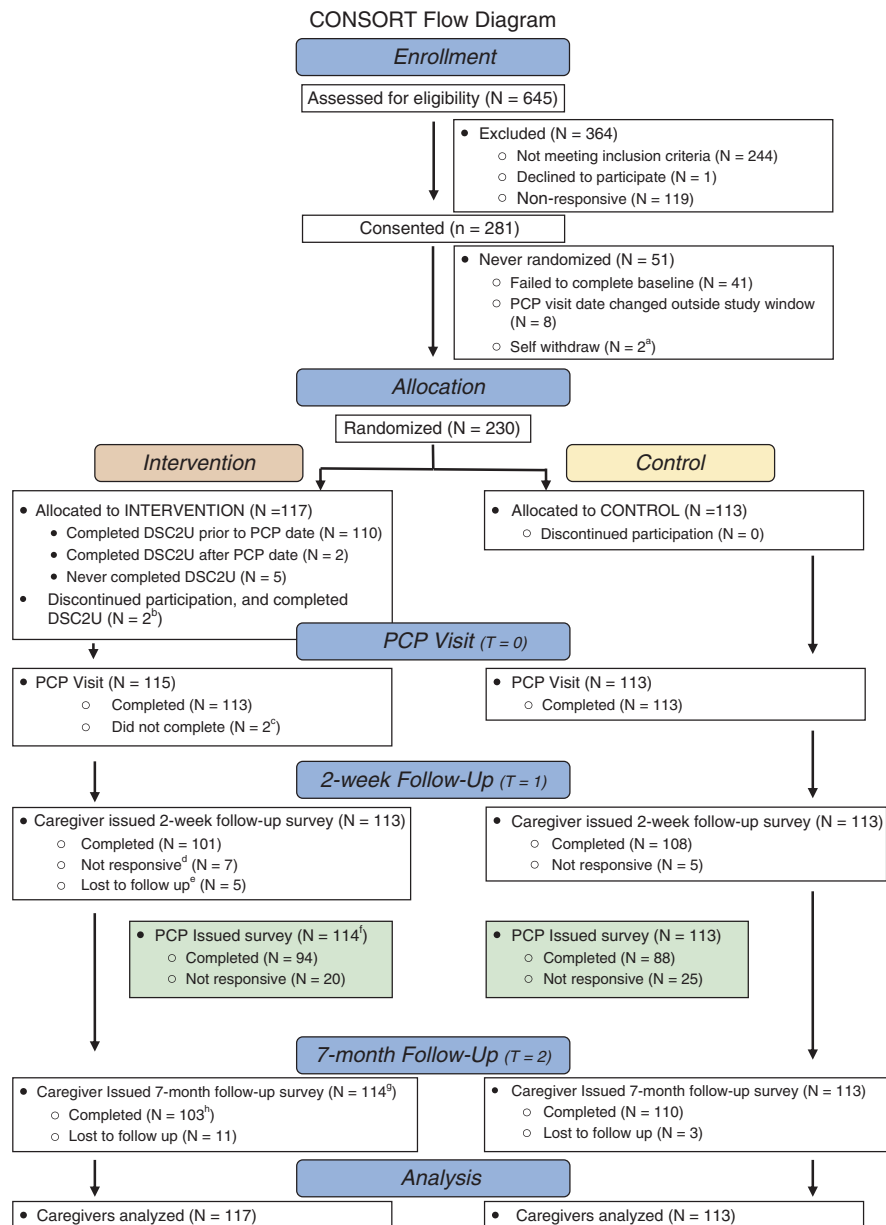 CONSORT Flow Diagram
Enrollment
Assessed for eligibility (N = 645)
• Excluded (N = 364)
○ Not meeting inclusion criteria (N = 244)
○ Declined to participate (N = 1)
○ Non-responsive (N = 119)
Consented (n = 281)
• Never randomized (N = 51)
○ Failed to complete baseline (N = 41)
○ PCP visit date changed outside study window
(N = 8)
○ Self withdraw (N = 2a)
Allocation
Randomized (N = 230)
Intervention
Control
• Allocated to INTERVENTION (N =117)
• Completed DSC2U prior to PCP date (N = 110)
• Completed DSC2U after PCP date (N = 2)
• Never completed DSC2U (N = 5)
• Discontinued participation, and completed
DSC2U (N = 2b)
• Allocated to CONTROL (N =113)
○ Discontinued participation (N = 0)
PCP Visit (T = 0)
• PCP Visit (N = 115)
○ Completed (N = 113)
○ Did not complete (N = 2c)
• PCP Visit (N = 113)
○ Completed (N = 113)
2-week Follow-Up (T = 1)
• Caregiver issued 2-week follow-up survey (N = 113)
○ Completed (N = 101)
○ Not responsived (N = 7)
○ Lost to follow upe (N = 5)
• Caregiver issued 2-week follow-up survey (N = 113)
○ Completed (N = 108)
○ Not responsive (N = 5)
• PCP Issued survey (N = 114f)
○ Completed (N = 94)
○ Not responsive (N = 20)
• PCP Issued survey (N = 113)
○ Completed (N = 88)
○ Not responsive (N = 25)
7-month Follow-Up (T = 2)
• Caregiver Issued 7-month follow-up survey (N = 114g)
○ Completed (N = 103h)
○ Lost to follow up (N = 11)
• Caregiver Issued 7-month follow-up survey (N = 113)
○ Completed (N = 110)
○ Lost to follow up (N = 3)
Analysis
• Caregivers analyzed (N = 117)
• Caregivers analyzed (N = 113)